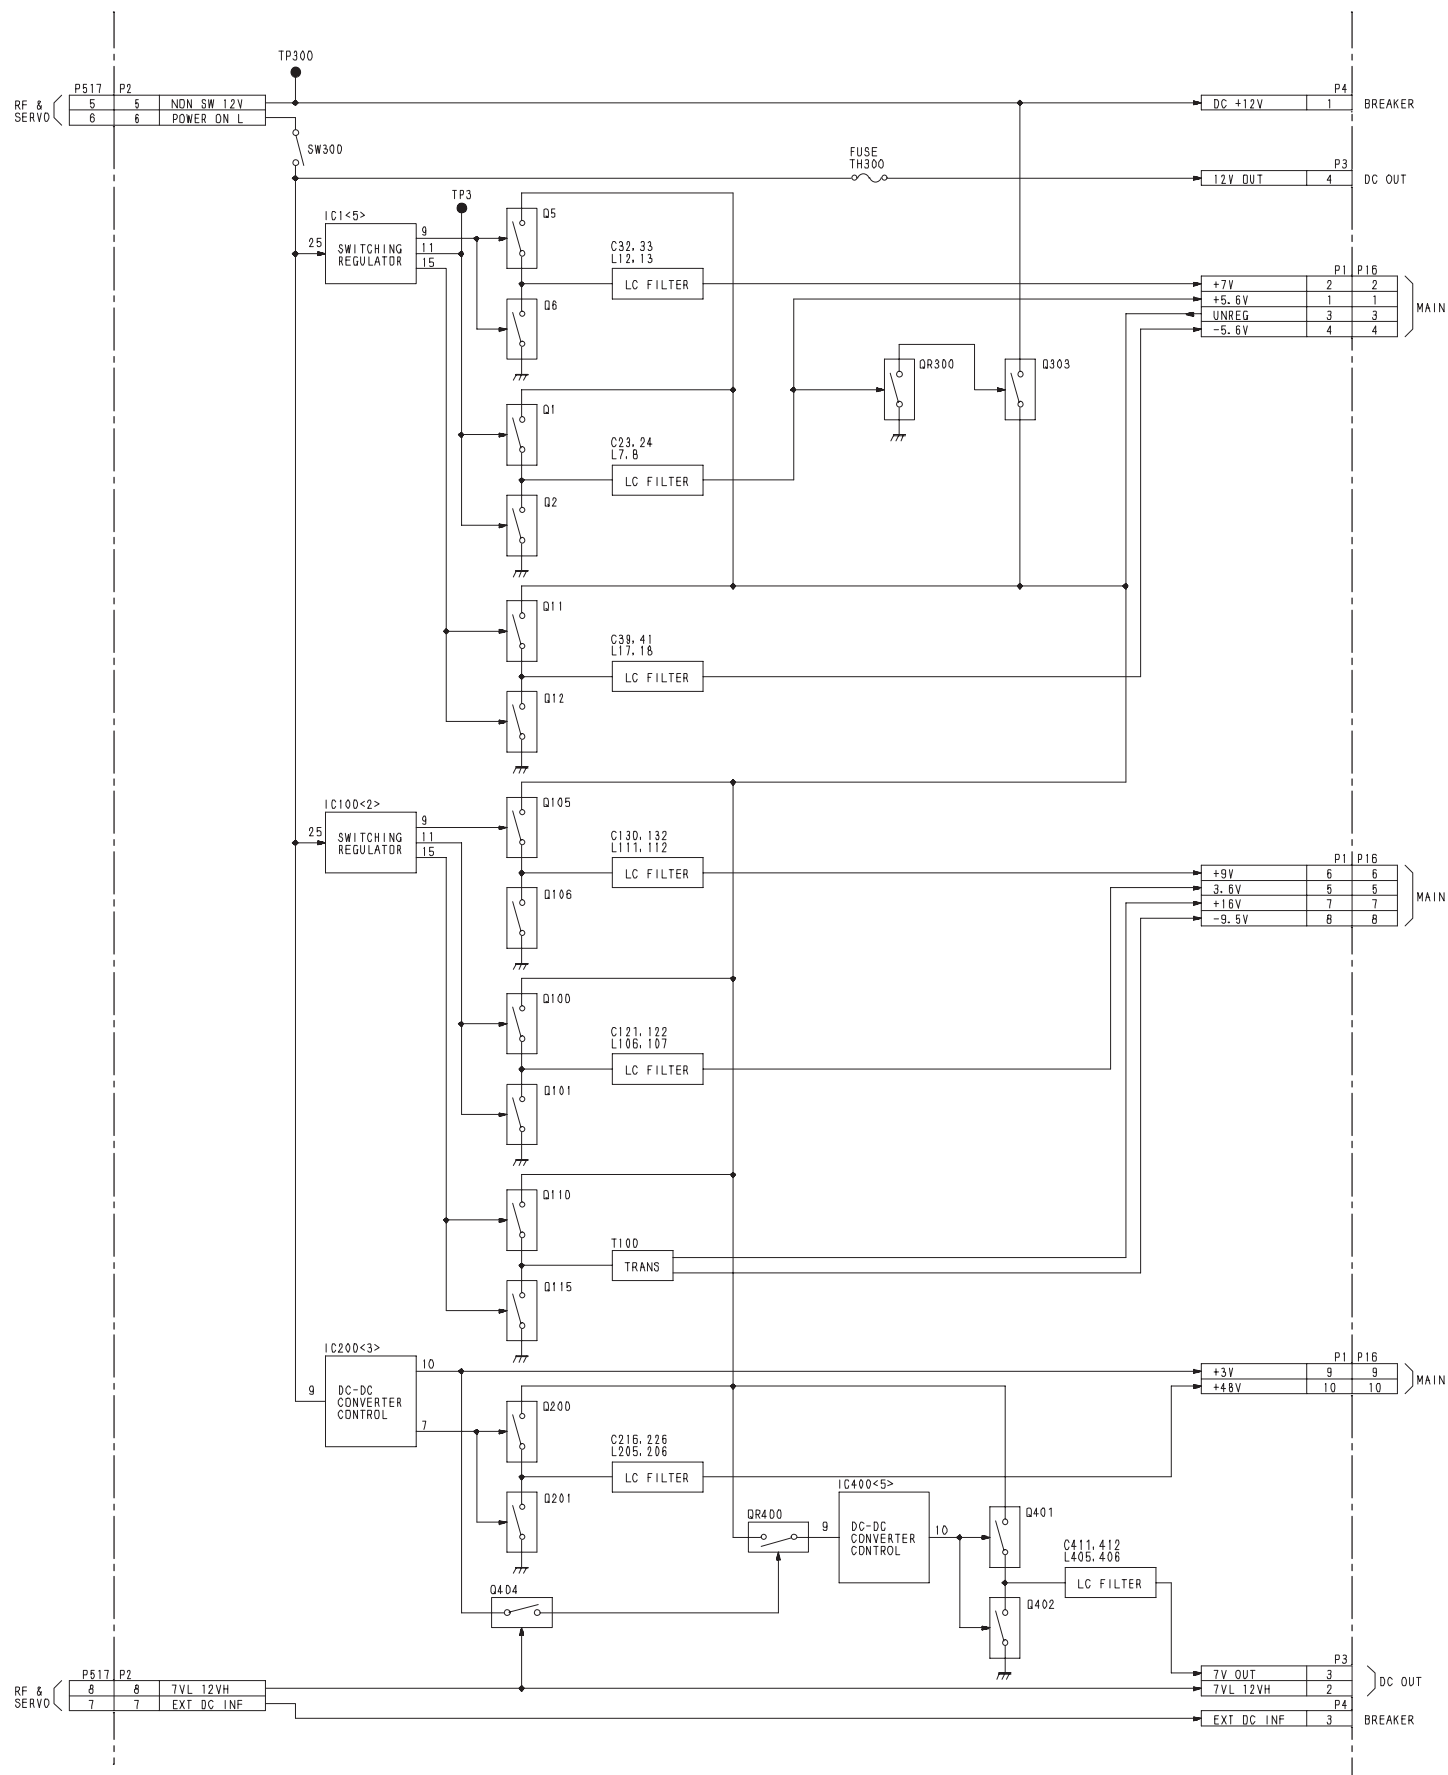 TP300
P517 P2
RF & SERVO
5 5 NON SW 12V
6 6 POWER ON L
P4
DC +12V 1 BREAKER
SW300
FUSE
TH300
P3
12V OUT 4 DC OUT
TP3
IC1<5>
25 SWITCHING REGULATOR
9
11
15
Q5
C32, 33
L12, 13
LC FILTER
Q6
P1 P16
+7V 2 2
+5.6V 1 1
UNREG 3 3
-5.6V 4 4
MAIN
QR300
Q303
Q1
C23, 24
L7, 8
LC FILTER
Q2
Q11
C39, 41
L17, 18
LC FILTER
Q12
IC100<2>
25 SWITCHING REGULATOR
9
11
15
Q105
C130, 132
L111, 112
LC FILTER
Q106
P1 P16
+9V 6 6
3.6V 5 5
+16V 7 7
-9.5V 8 8
MAIN
Q100
C121, 122
L106, 107
LC FILTER
Q101
Q110
T100
TRANS
Q115
IC200<3>
9 DC-DC CONVERTER CONTROL
10
7
P1 P16
+3V 9 9
+48V 10 10
MAIN
Q200
C216, 226
L205, 206
LC FILTER
Q201
IC400<5>
QR400
9 DC-DC CONVERTER CONTROL 10
Q401
C411, 412
L405, 406
LC FILTER
Q402
Q404
P517 P2
RF & SERVO
8 8 7VL 12VH
7 7 EXT DC INF
P3
7V OUT 3
7VL 12VH 2
DC OUT
P4
EXT DC INF 3 BREAKER